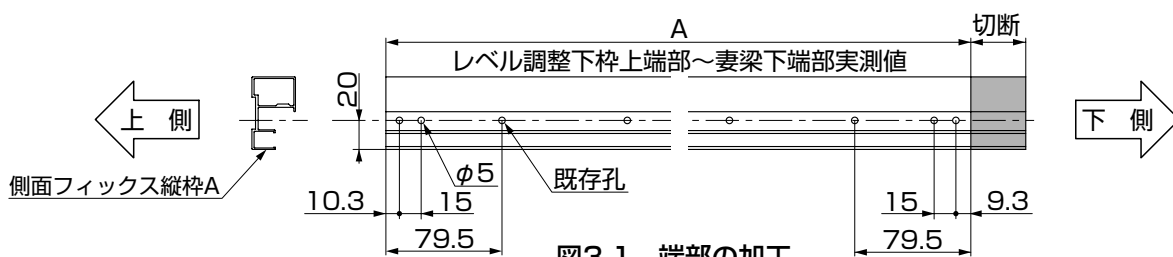 A
切断
レベル調整下枠上端部～妻梁下端部実測値
20
上 側
下 側
側面フィックス縦枠A
φ5
既存孔
10.3
15
15
9.3
79.5
79.5